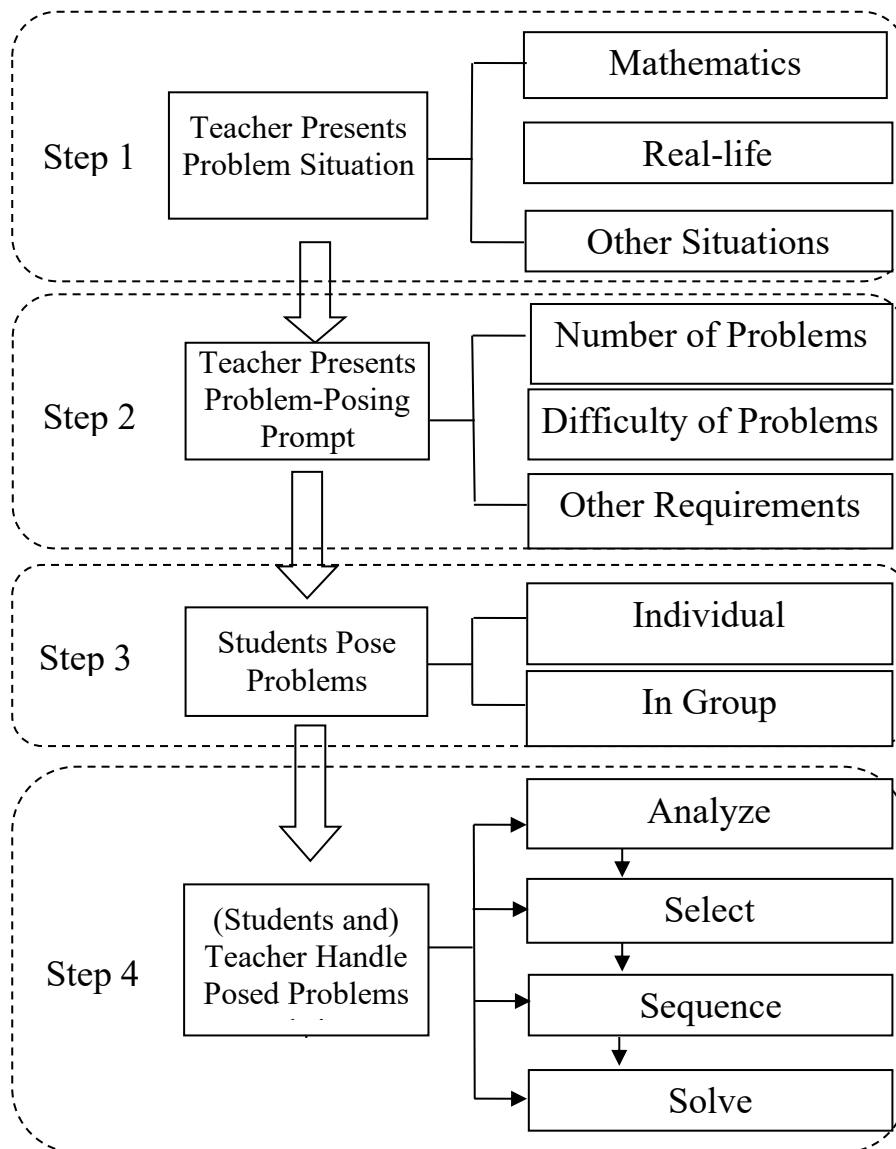 Step 1
Teacher Presents
Problem Situation
Mathematics
Real-life
Other Situations
Step 2
Teacher Presents
Problem-Posing
Prompt
Number of Problems
Difficulty of Problems
Other Requirements
Step 3
Students Pose
Problems
Individual
In Group
Step 4
(Students and)
Teacher Handle
Posed Problems
Analyze
Select
Sequence
Solve